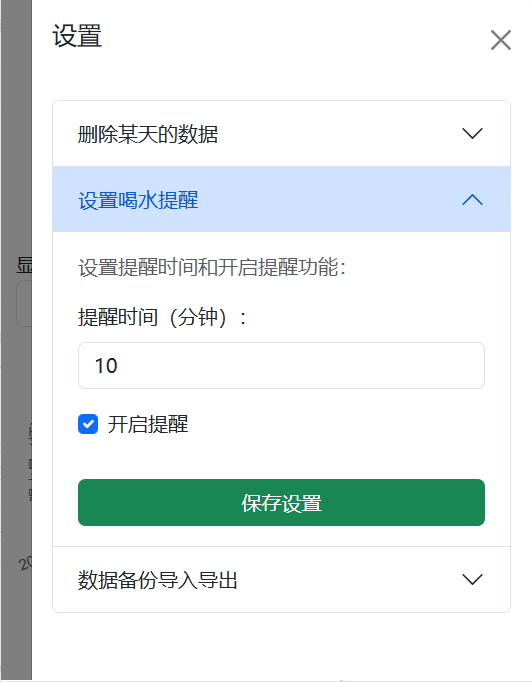 设置
删除某天的数据
设置喝水提醒
显
设置提醒时间和开启提醒功能：
提醒时间（分钟）：
10
开启提醒
保存设置
20
数据备份导入导出